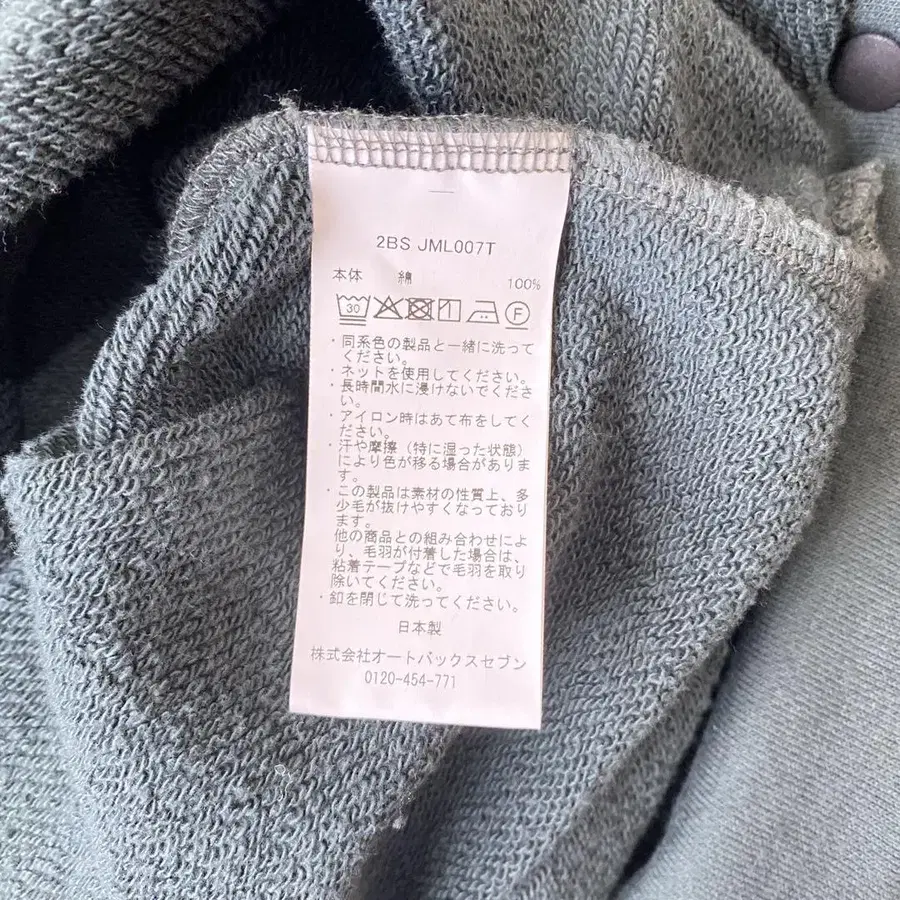 2BS JML007T
本体 綿 100%
30 F
・同系色の製品と一緒に洗って
ください。
・ネットを使用してください。
・長時間水に浸けないでくださ
い。
・アイロン時はあて布をしてく
ださい。
・汗や摩擦（特に湿った状態）
により色が移る場合がありま
す。
・この製品は素材の性質上、多
少毛が抜けやすくなっており
ます。
他の商品との組み合わせによ
り、毛羽が付着した場合は、
粘着テープなどで毛羽を取り
除いてください。
・釦を閉じて洗ってください。
日本製
株式会社オートバックスセブン
0120-454-771